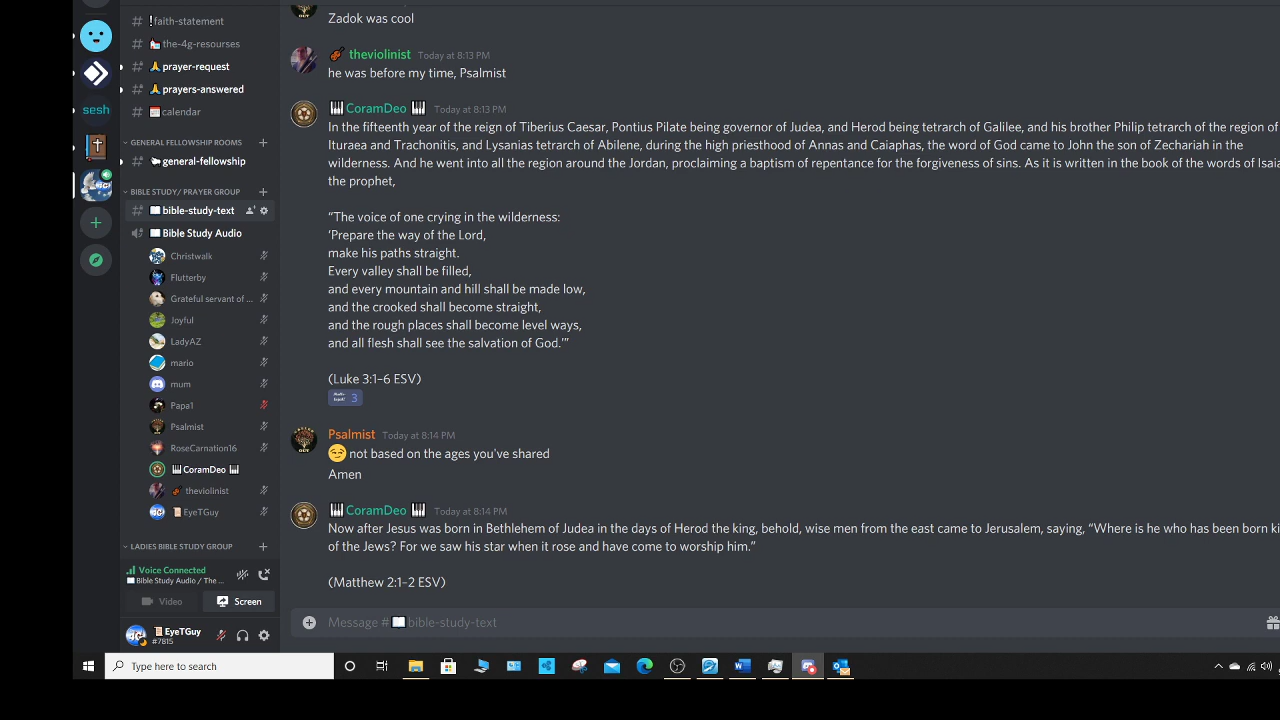 !faith-statement
the-4g-resourses
prayer-request
prayers-answered
calendar
GENERAL FELLOWSHIP ROOMS
general-fellowship
BIBLE STUDY/ PRAYER GROUP
bible-study-text
Bible Study Audio
Christwalk
Flutterby
Grateful servant of ...
Joyful
LadyAZ
mario
mum
Papa1
Psalmist
RoseCarnation16
CoramDeo
theviolinist
EyeTGuy
LADIES BIBLE STUDY GROUP
Voice Connected
Bible Study Audio / The ...
Video Screen
EyeTGuy
#7815
sesh
Zadok was cool
theviolinist Today at 8:13 PM
he was before my time, Psalmist
CoramDeo Today at 8:13 PM
In the fifteenth year of the reign of Tiberius Caesar, Pontius Pilate being governor of Judea, and Herod being tetrarch of Galilee, and his brother Philip tetrarch of the region of
Ituraea and Trachonitis, and Lysanias tetrarch of Abilene, during the high priesthood of Annas and Caiaphas, the word of God came to John the son of Zechariah in the
wilderness. And he went into all the region around the Jordan, proclaiming a baptism of repentance for the forgiveness of sins. As it is written in the book of the words of Isaia
the prophet,
“The voice of one crying in the wilderness:
‘Prepare the way of the Lord,
make his paths straight.
Every valley shall be filled,
and every mountain and hill shall be made low,
and the crooked shall become straight,
and the rough places shall become level ways,
and all flesh shall see the salvation of God.’”
(Luke 3:1–6 ESV)
3
Psalmist Today at 8:14 PM
not based on the ages you've shared
Amen
CoramDeo Today at 8:14 PM
Now after Jesus was born in Bethlehem of Judea in the days of Herod the king, behold, wise men from the east came to Jerusalem, saying, “Where is he who has been born ki
of the Jews? For we saw his star when it rose and have come to worship him.”
(Matthew 2:1–2 ESV)
Message # bible-study-text
Type here to search